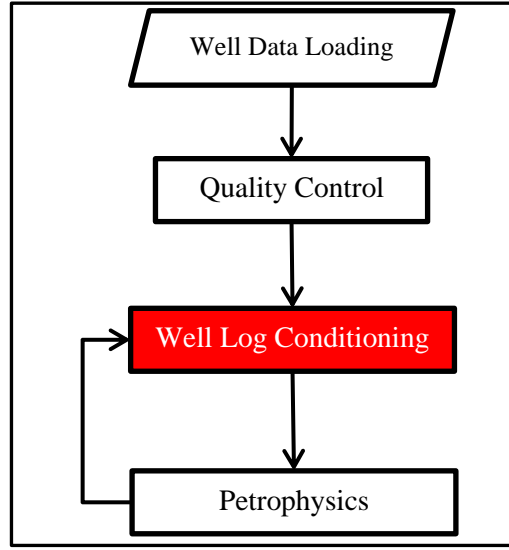 Well Data Loading
Quality Control
Well Log Conditioning
Petrophysics